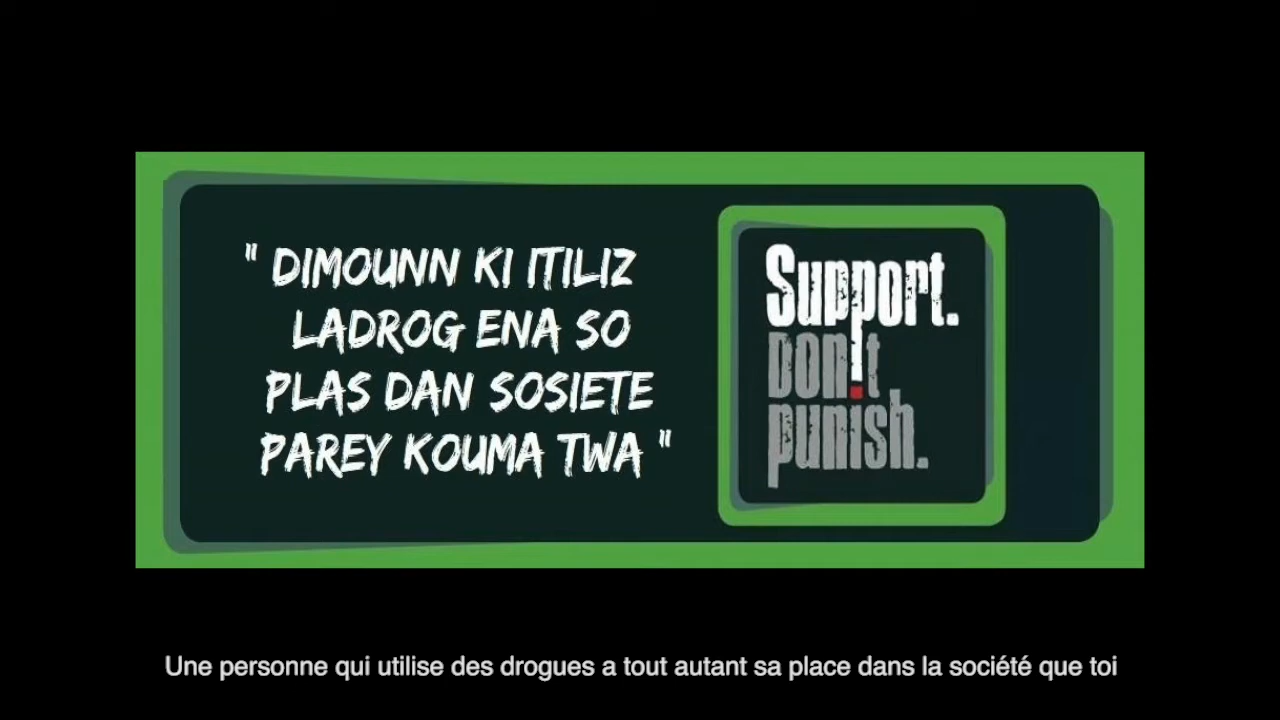 " DIMOUNN KI ITILIZ
LADROG ENA SO
PLAS DAN SOSIETE
PAREY KOUMA TWA "
Support.
Don't
punish.
Une personne qui utilise des drogues a tout autant sa place dans la société que toi